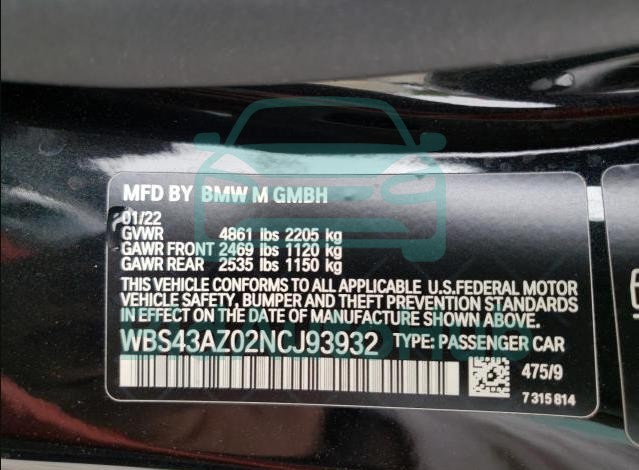 MFD BY BMW M GMBH
01/22
GVWR 4861 lbs 2205 kg
GAWR FRONT 2469 lbs 1120 kg
GAWR REAR 2535 lbs 1150 kg
THIS VEHICLE CONFORMS TO ALL APPLICABLE U.S.FEDERAL MOTOR
VEHICLE SAFETY, BUMPER AND THEFT PREVENTION STANDARDS
IN EFFECT ON THE DATE OF MANUFACTURE SHOWN ABOVE.
WBS43AZ02NCJ93932 TYPE: PASSENGER CAR
475/9
7 315 814